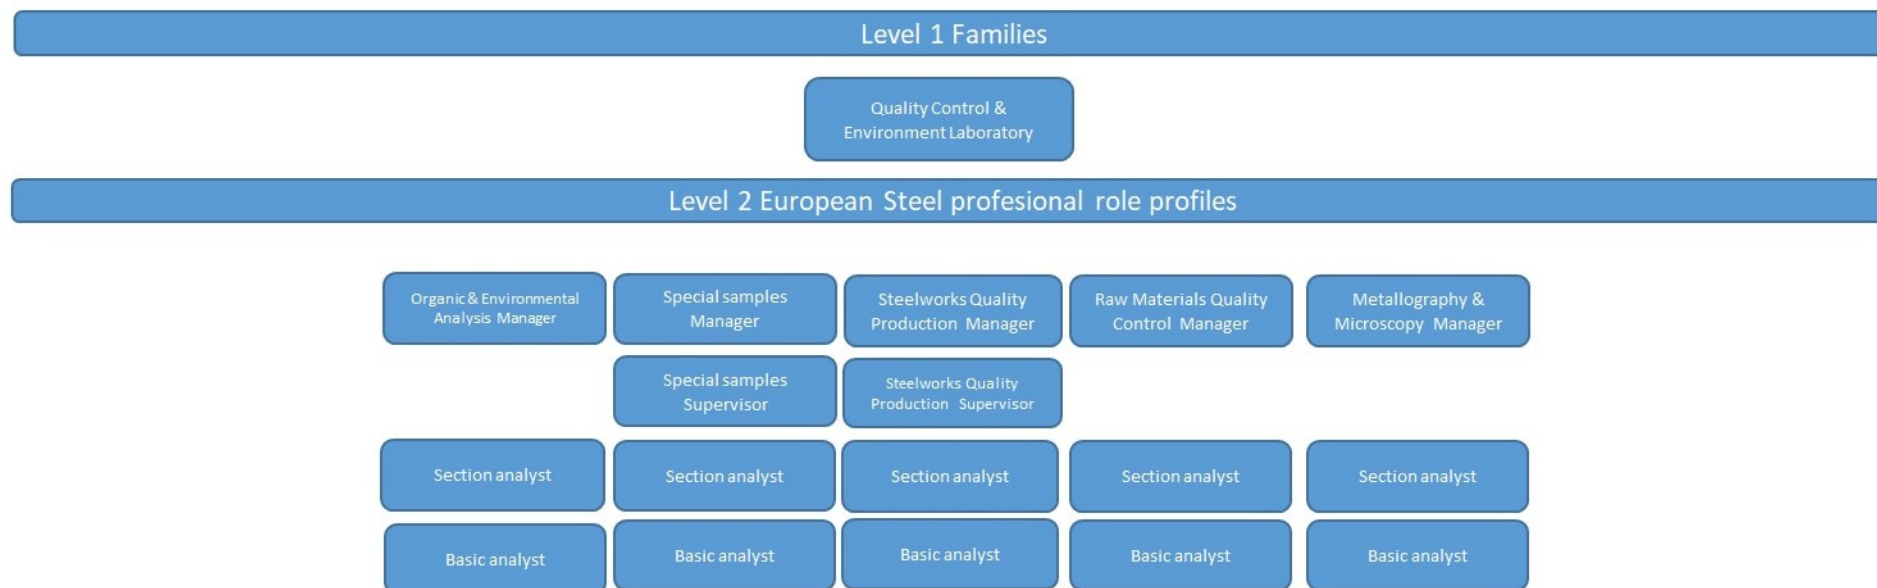 Level 1 Families
Quality Control &
Environment Laboratory
Level 2 European Steel profesional role profiles
Organic & Environmental
Analysis Manager
Special samples
Manager
Steelworks Quality
Production Manager
Raw Materials Quality
Control Manager
Metallography &
Microscopy Manager
Special samples
Supervisor
Steelworks Quality
Production Supervisor
Section analyst
Section analyst
Section analyst
Section analyst
Section analyst
Basic analyst
Basic analyst
Basic analyst
Basic analyst
Basic analyst